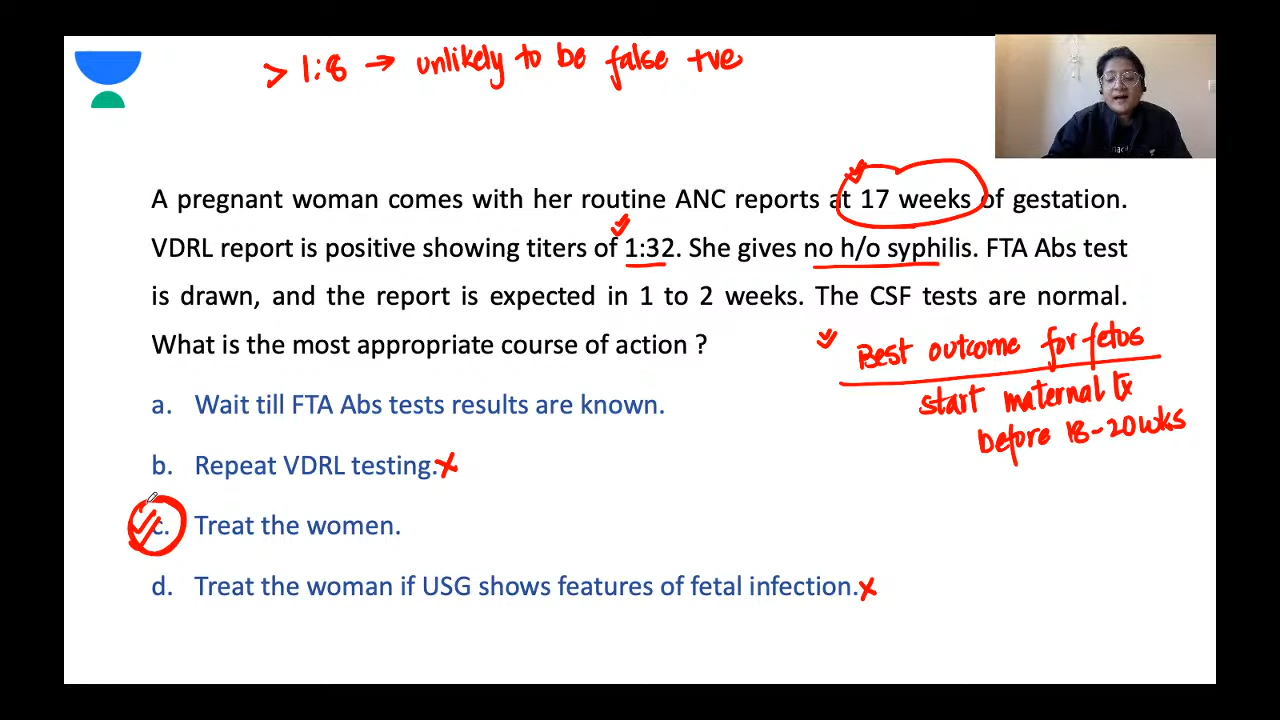 > 1:8 → unlikely to be false +ve
A pregnant woman comes with her routine ANC reports at 17 weeks of gestation.
VDRL report is positive showing titers of 1:32. She gives no h/o syphilis. FTA Abs test
is drawn, and the report is expected in 1 to 2 weeks. The CSF tests are normal.
What is the most appropriate course of action ?
Best outcome for fetos
start maternal tx
before 18-20 wks
a. Wait till FTA Abs tests results are known.
b. Repeat VDRL testing.
c. Treat the women.
d. Treat the woman if USG shows features of fetal infection.